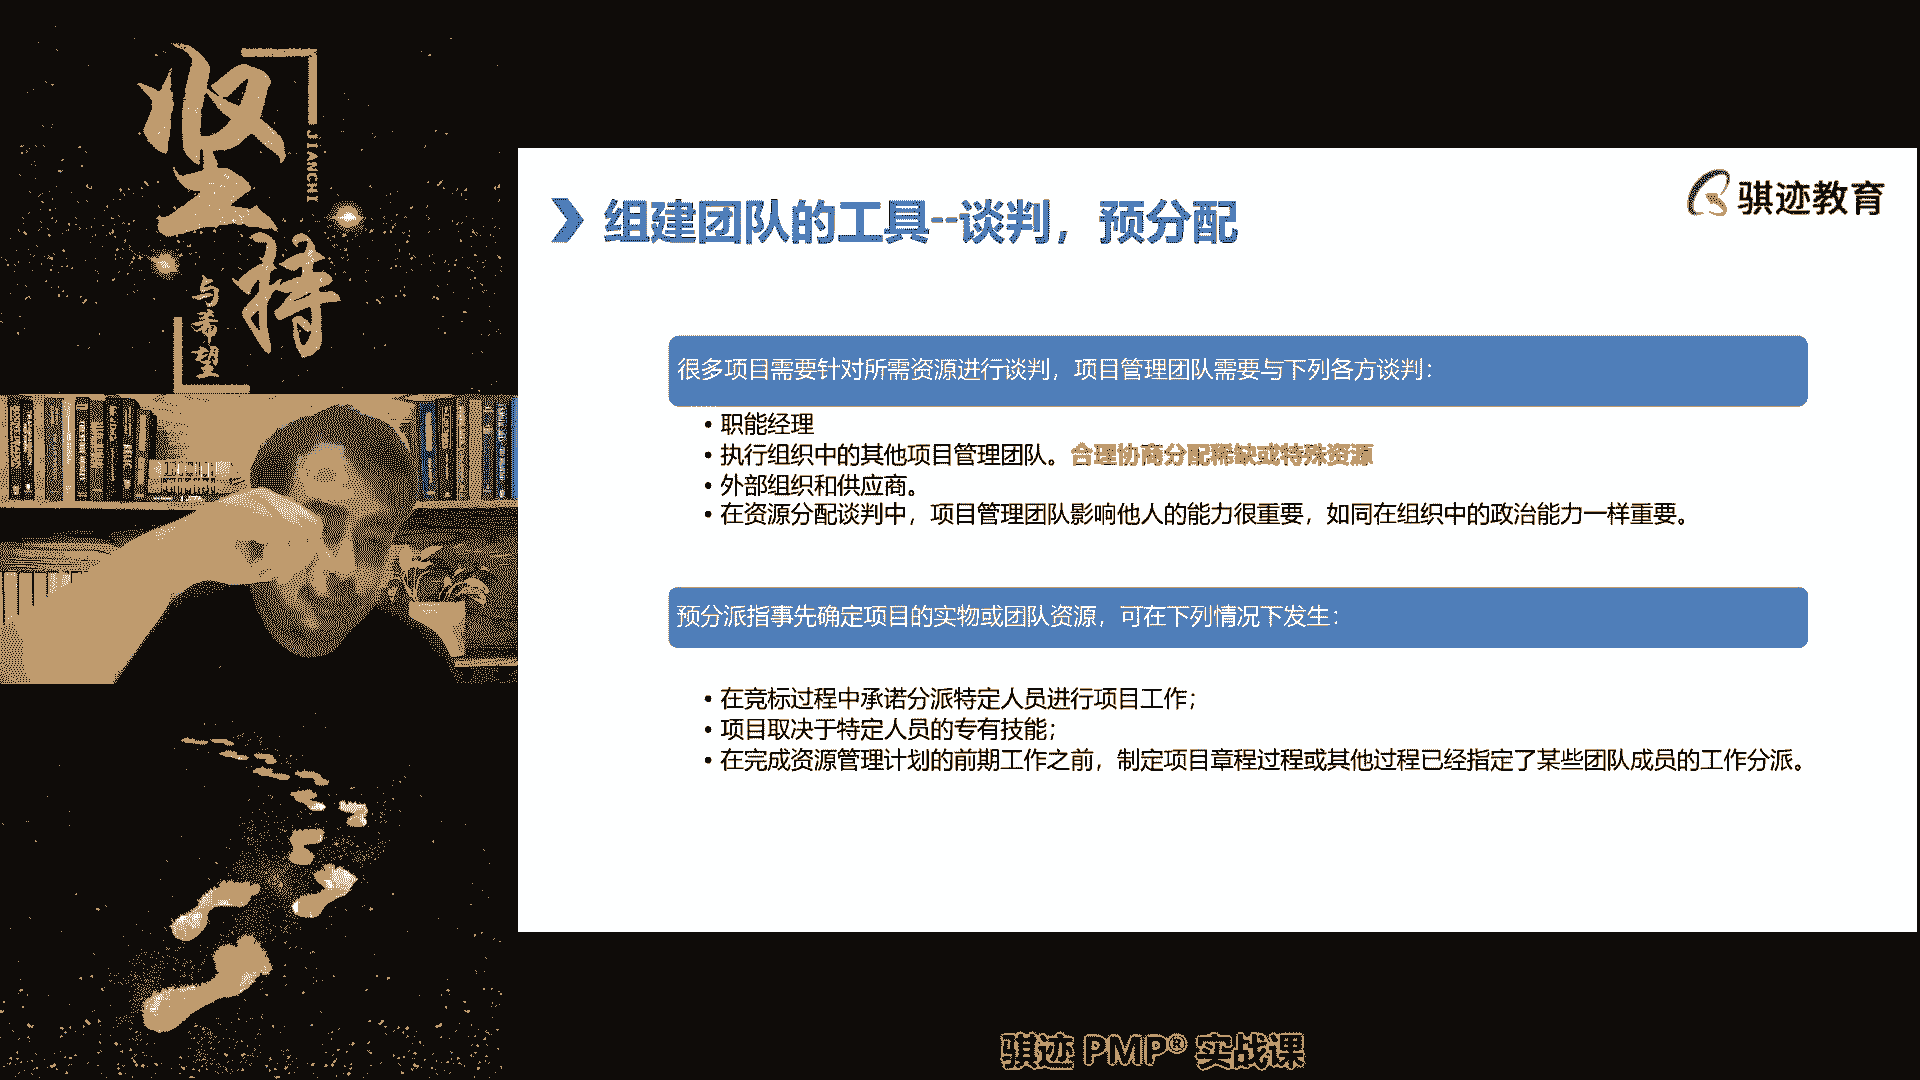 坚持
JIANCHI
与希望
骐迹教育
组建团队的工具--谈判，预分配
很多项目需要针对所需资源进行谈判，项目管理团队需要与下列各方谈判：
• 职能经理
• 执行组织中的其他项目管理团队。合理协商分配稀缺或特殊资源
• 外部组织和供应商。
• 在资源分配谈判中，项目管理团队影响他人的能力很重要，如同在组织中的政治能力一样重要。
预分派指事先确定项目的实物或团队资源，可在下列情况下发生：
• 在竞标过程中承诺分派特定人员进行项目工作；
• 项目取决于特定人员的专有技能；
• 在完成资源管理计划的前期工作之前，制定项目章程过程或其他过程已经指定了某些团队成员的工作分派。
骐迹 PMP® 实战课